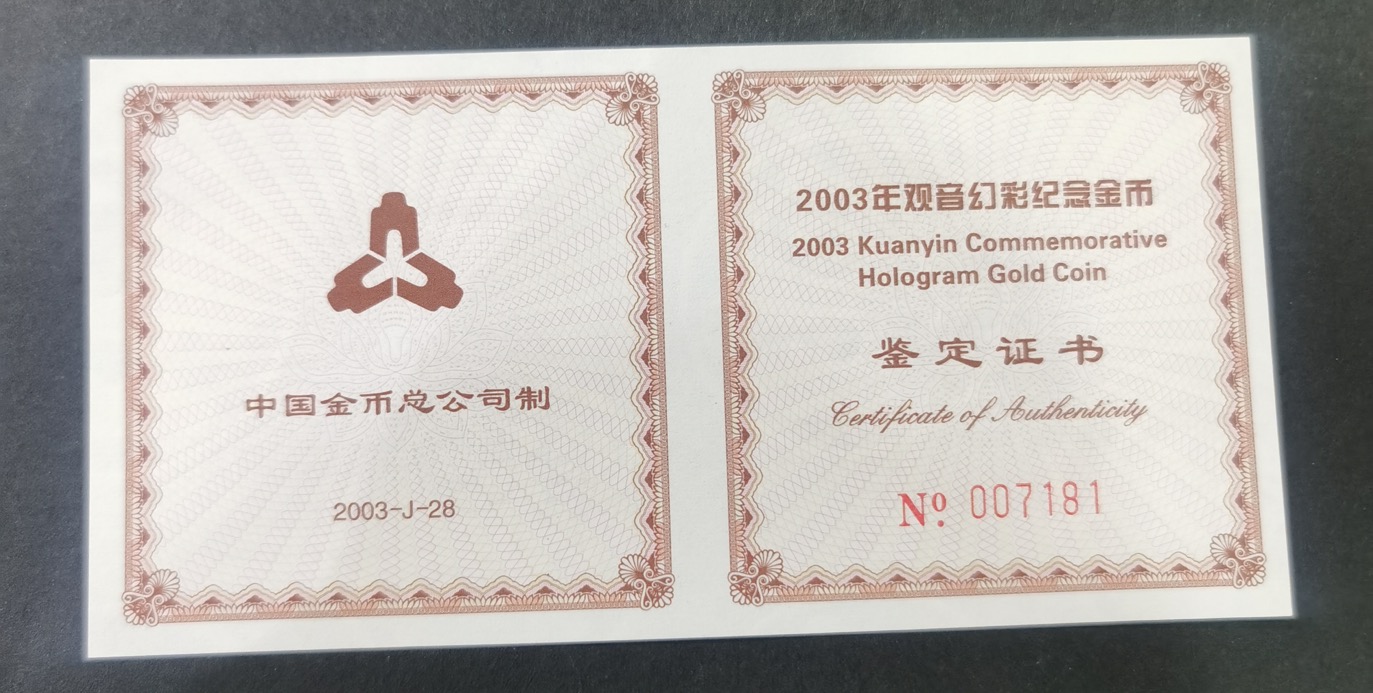 中国金币总公司制
2003-J-28
2003年观音幻彩纪念金币
2003 Kuanyin Commemorative
Hologram Gold Coin
鉴定证书
Certificate of Authenticity
Nº 007181